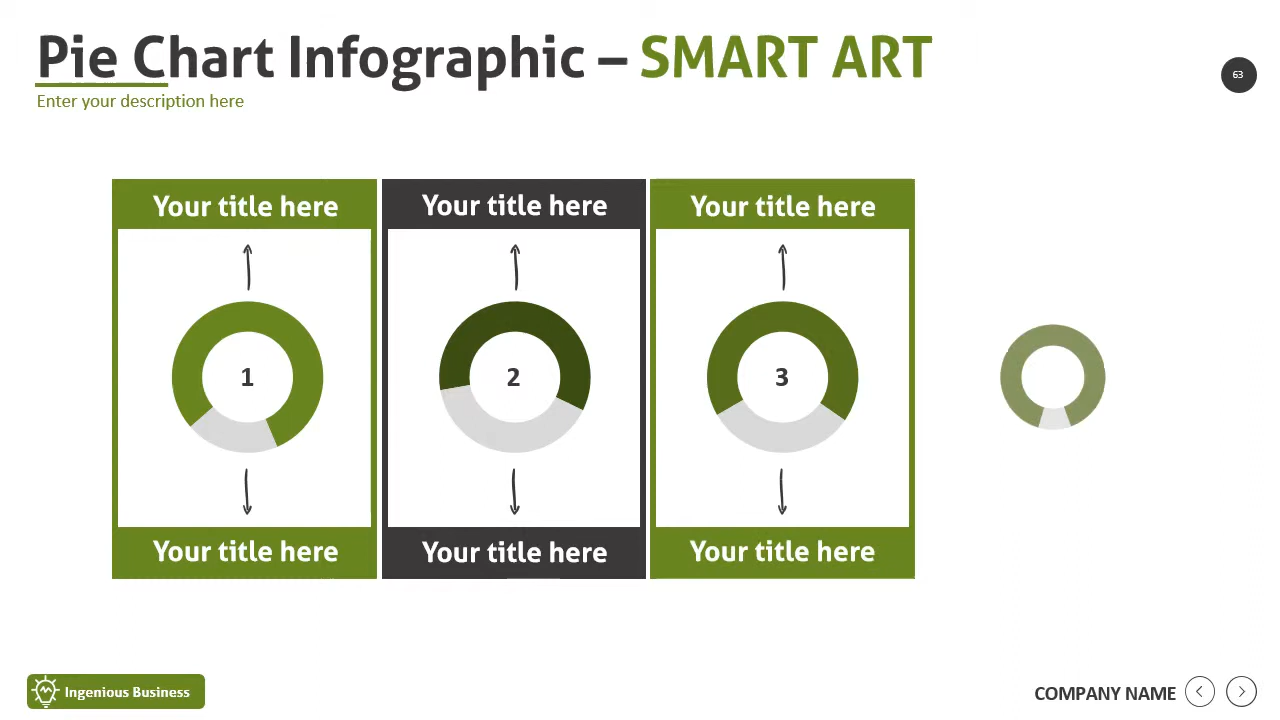 Pie Chart Infographic – SMART ART
63
Enter your description here
Your title here
Your title here
Your title here
1
2
3
Your title here
Your title here
Your title here
Ingenious Business
COMPANY NAME